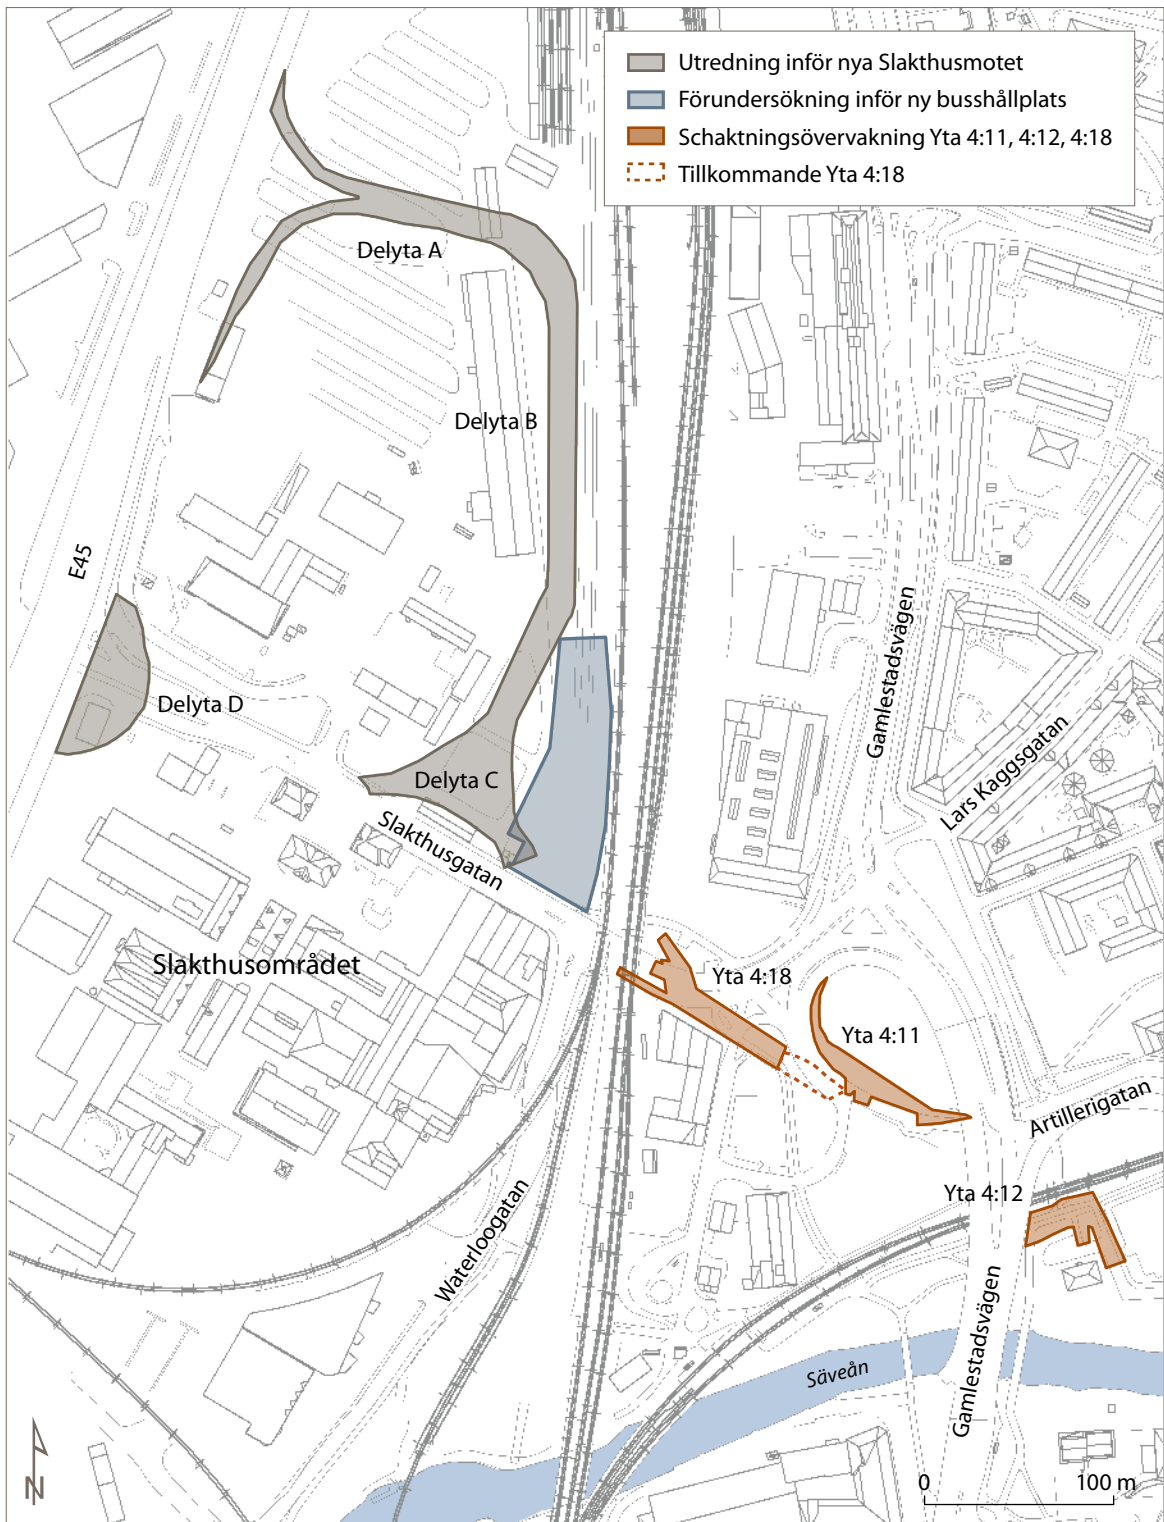 Utredning inför nya Slakthusmotet
Förundersökning inför ny busshållplats
Schaktningsövervakning Yta 4:11, 4:12, 4:18
Tillkommande Yta 4:18
Delyta A
Delyta B
E45
Gamlestadsvägen
Delyta D
Lars Kaggsgatan
Delyta C
Slakthusgatan
Slakthusområdet
Yta 4:18
Yta 4:11
Artillerigatan
Yta 4:12
Waterloogatan
Gamlestadsvägen
Säveån
N
0 100 m